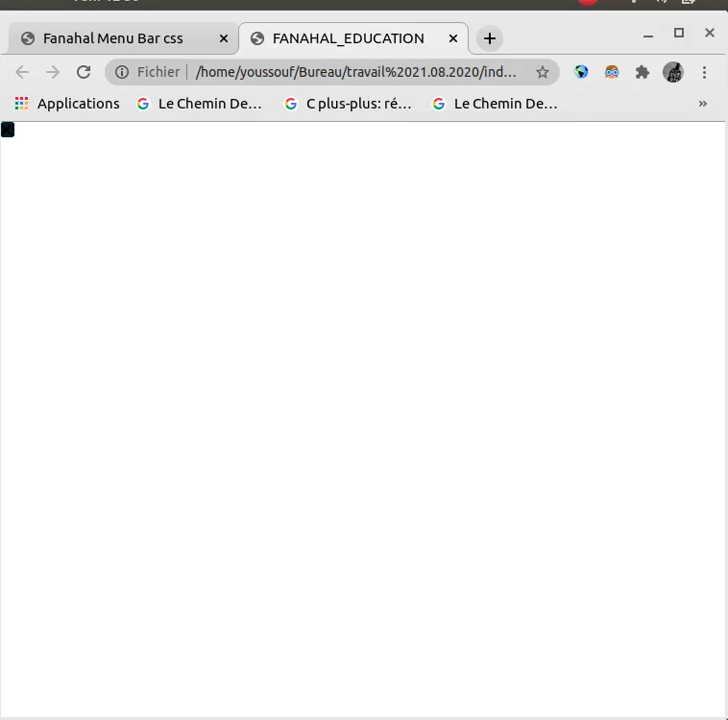 Fanahal Menu Bar css
FANAHAL_EDUCATION
Fichier
/home/youssouf/Bureau/travail%2021.08.2020/ind...
Applications
Le Chemin De...
C plus-plus: ré...
Le Chemin De...